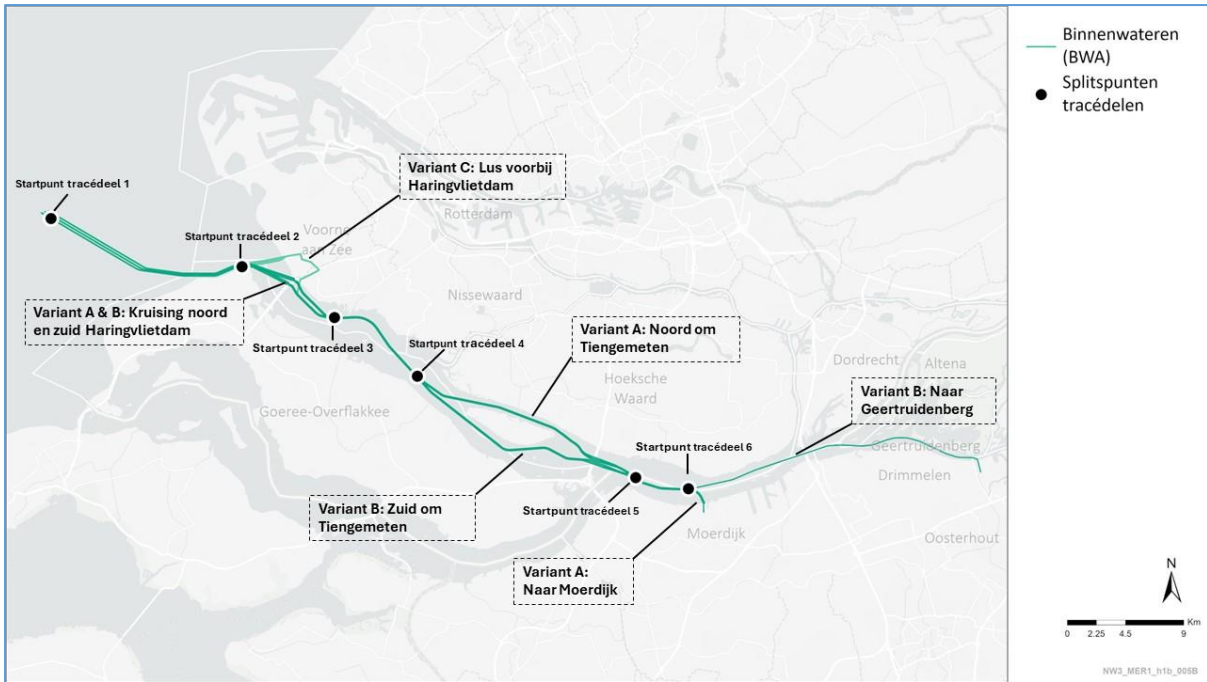 Binnenwateren
(BWA)
Splitspunten
tracédelen
Variant C: Lus voorbij
Haringvlietdam
Startpunt tracédeel 1
Rotterdam
Startpunt tracédeel 2
Voorne
aan Zee
Nissewaard
Variant A & B: Kruising noord
en zuid Haringvlietdam
Variant A: Noord om
Tiengemeten
Startpunt tracédeel 3
Startpunt tracédeel 4
Dordrecht
Altena
Hoeksche
Waard
Variant B: Naar
Geertruidenberg
Goeree-Overflakkee
Startpunt tracédeel 6
Geertruidenberg
Drimmelen
Variant B: Zuid om
Tiengemeten
Startpunt tracédeel 5
Moerdijk
Oosterhout
Variant A:
Naar Moerdijk
N
Km
0 2.25 4.5 9
NW3_MER1_h1b_005B